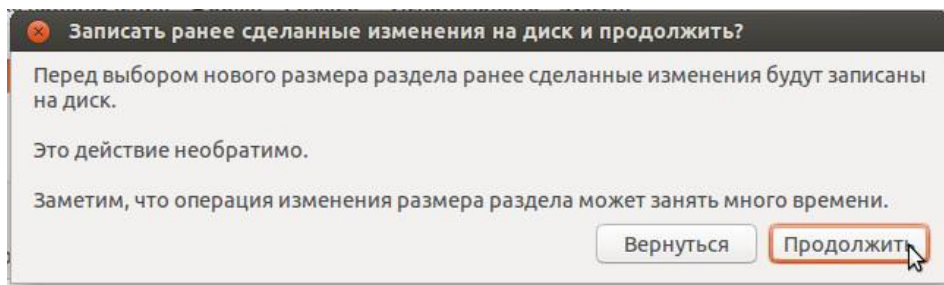 Записать ранее сделанные изменения на диск и продолжить?
Перед выбором нового размера раздела ранее сделанные изменения будут записаны
на диск.
Это действие необратимо.
Заметим, что операция изменения размера раздела может занять много времени.
Вернуться
Продолжить